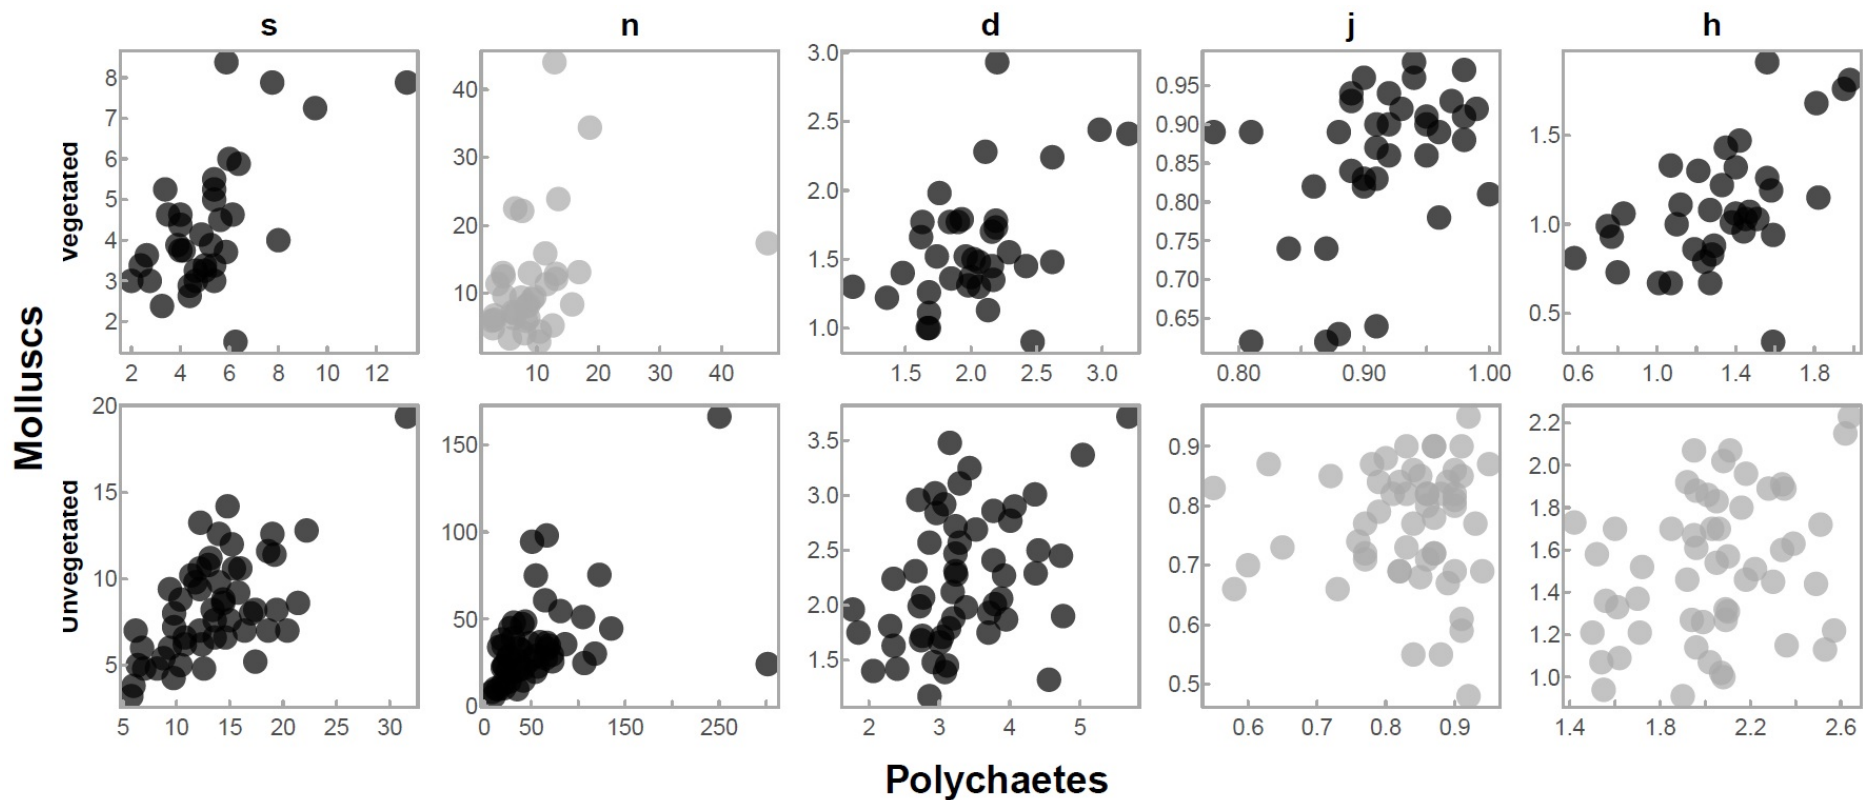 s n d j h
Molluscs
Vegetated
8 7 6 5 4 3 2
2 4 6 8 10 12
40 30 20 10
10 20 30 40
3.0 2.5 2.0 1.5 1.0
1.5 2.0 2.5 3.0
0.95 0.90 0.85 0.80 0.75 0.70 0.65
0.80 0.90 1.00
1.5 1.0 0.5
0.6 1.0 1.4 1.8
Unvegetated
20 15 10 5
5 10 15 20 25 30
150 100 50 0
0 50 150 250
3.5 3.0 2.5 2.0 1.5
2 3 4 5
0.9 0.8 0.7 0.6 0.5
0.6 0.7 0.8 0.9
2.2 2.0 1.8 1.6 1.4 1.2 1.0
1.4 1.8 2.2 2.6
Polychaetes